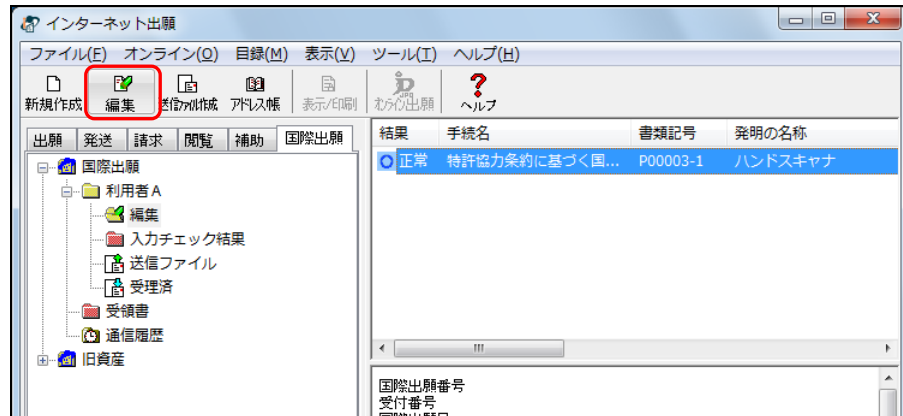 インターネット出願
ファイル(F) オンライン(O) 目録(M) 表示(V) ツール(T) ヘルプ(H)
新規作成 編集 送信ファイル作成 アドレス帳 表示/印刷 オンライン出願 ヘルプ
出願 発送 請求 閲覧 補助 国際出願
結果 手続名 書類記号 発明の名称
正常 特許協力条約に基づく国... P00003-1 ハンドスキャナ
国際出願
利用者A
編集
入力チェック結果
送信ファイル
受理済
受領書
通信履歴
旧資産
国際出願番号
受付番号